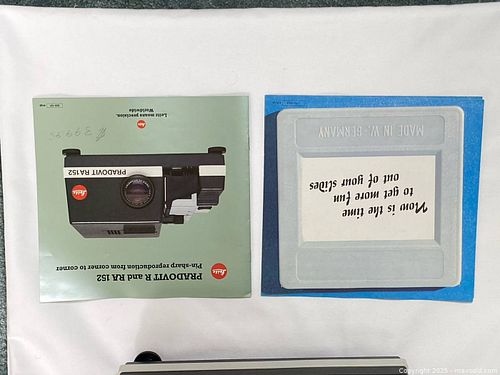 PRADOVIT R and RA 152
Pin-sharp reproduction from corner to corner
Leitz
Leitz
PRADOVIT RA 152
Leitz
Leitz means precision.
Worldwide.
Now is the time
to get more fun
out of your slides
MADE IN W. GERMANY
Copyright 2025 - maxsold.com